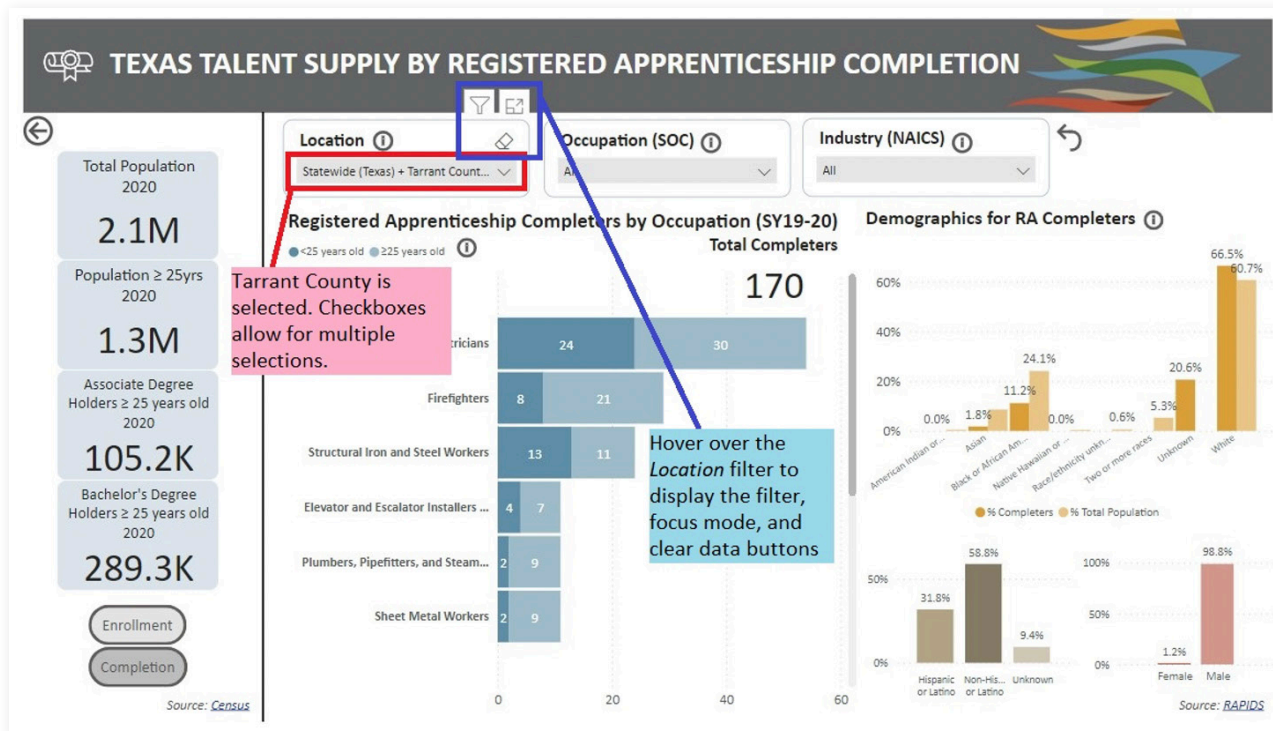 TEXAS TALENT SUPPLY BY REGISTERED APPRENTICESHIP COMPLETION
Total Population
2020
2.1M
Population ≥ 25yrs
2020
1.3M
Associate Degree
Holders ≥ 25 years old
2020
105.2K
Bachelor's Degree
Holders ≥ 25 years old
2020
289.3K
Enrollment
Completion
Source: Census
Location
Statewide (Texas) + Tarrant Count...
Occupation (SOC)
Industry (NAICS)
All
Registered Apprenticeship Completers by Occupation (SY19-20)
<25 years old ≥25 years old
Total Completers
170
Tarrant County is
selected. Checkboxes
allow for multiple
selections.
24 30
Firefighters 8 21
Structural Iron and Steel Workers 13 11
Elevator and Escalator Installers ... 4 7
Plumbers, Pipefitters, and Steam... 2 9
Sheet Metal Workers 2 9
0 20 40 60
Hover over the
Location filter to
display the filter,
focus mode, and
clear data buttons
Demographics for RA Completers
60%
40%
20%
0%
0.0% 1.8% 11.2% 24.1% 0.0% 0.6% 5.3% 20.6% 66.5% 60.7%
American Indian or...
Asian
Black or African Am...
Native Hawaiian or ...
Race/ethnicity unkn...
Two or more races
Unknown
White
% Completers % Total Population
50%
0%
31.8% 58.8% 9.4%
Hispanic
or Latino
Non-His...
or Latino
Unknown
100%
50%
0%
1.2% 98.8%
Female Male
Source: RAPIDS